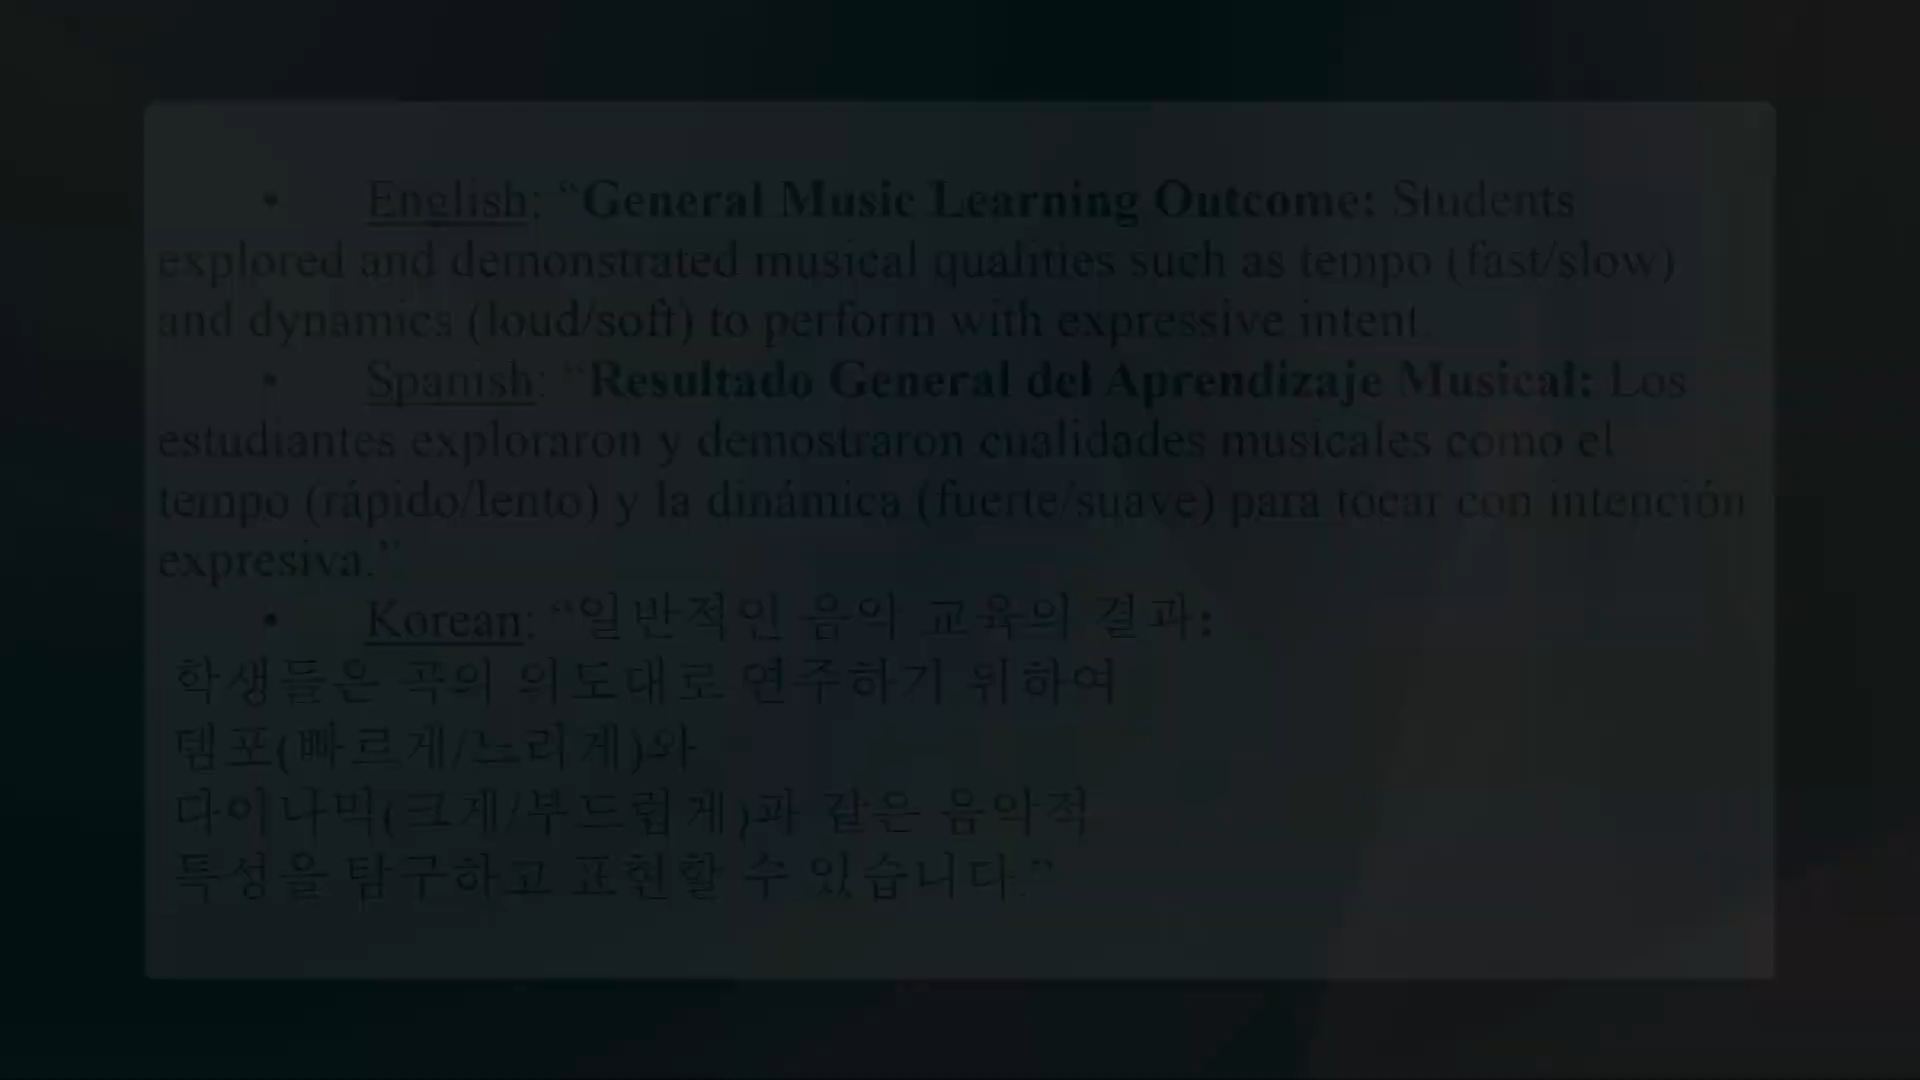 • English: “General Music Learning Outcome: Students
explored and demonstrated musical qualities such as tempo (fast/slow)
and dynamics (loud/soft) to perform with expressive intent.
• Spanish: “Resultado General del Aprendizaje Musical: Los
estudiantes exploraron y demostraron cualidades musicales como el
tempo (rápido/lento) y la dinámica (fuerte/suave) para tocar con intención
expresiva.”
• Korean: “일반적인 음악 교육의 결과:
학생들은 곡의 의도대로 연주하기 위하여
템포(빠르게/느리게)와
다이나믹(크게/부드럽게)과 같은 음악적
특성을 탐구하고 표현할 수 있습니다.”